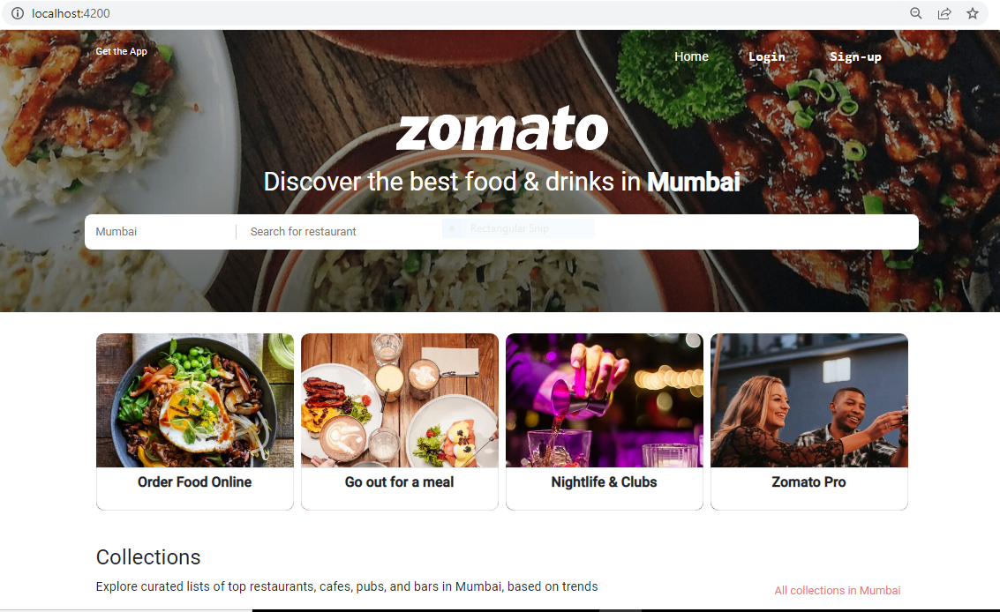 localhost:4200
Get the App
Home Login Sign-up
zomato
Discover the best food & drinks in Mumbai
Mumbai Search for restaurant Rectangular Snip
Order Food Online Go out for a meal Nightlife & Clubs Zomato Pro
Collections
Explore curated lists of top restaurants, cafes, pubs, and bars in Mumbai, based on trends
All collections in Mumbai